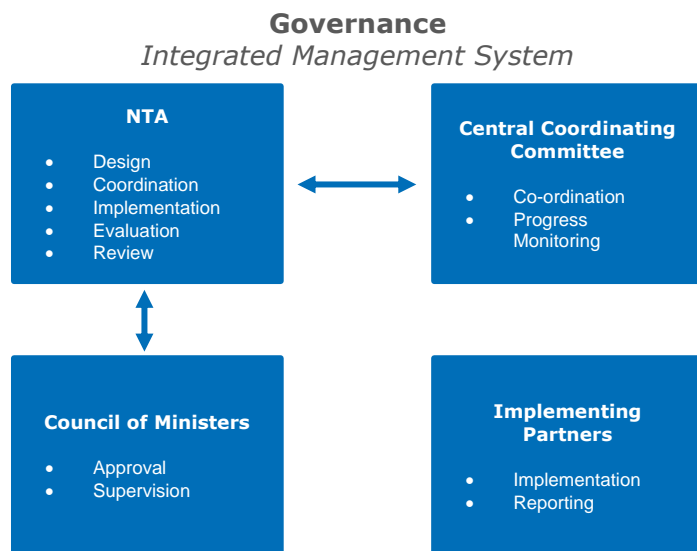 Governance
Integrated Management System
NTA
• Design
• Coordination
• Implementation
• Evaluation
• Review
Central Coordinating
Committee
• Co-ordination
• Progress
Monitoring
Council of Ministers
• Approval
• Supervision
Implementing
Partners
• Implementation
• Reporting